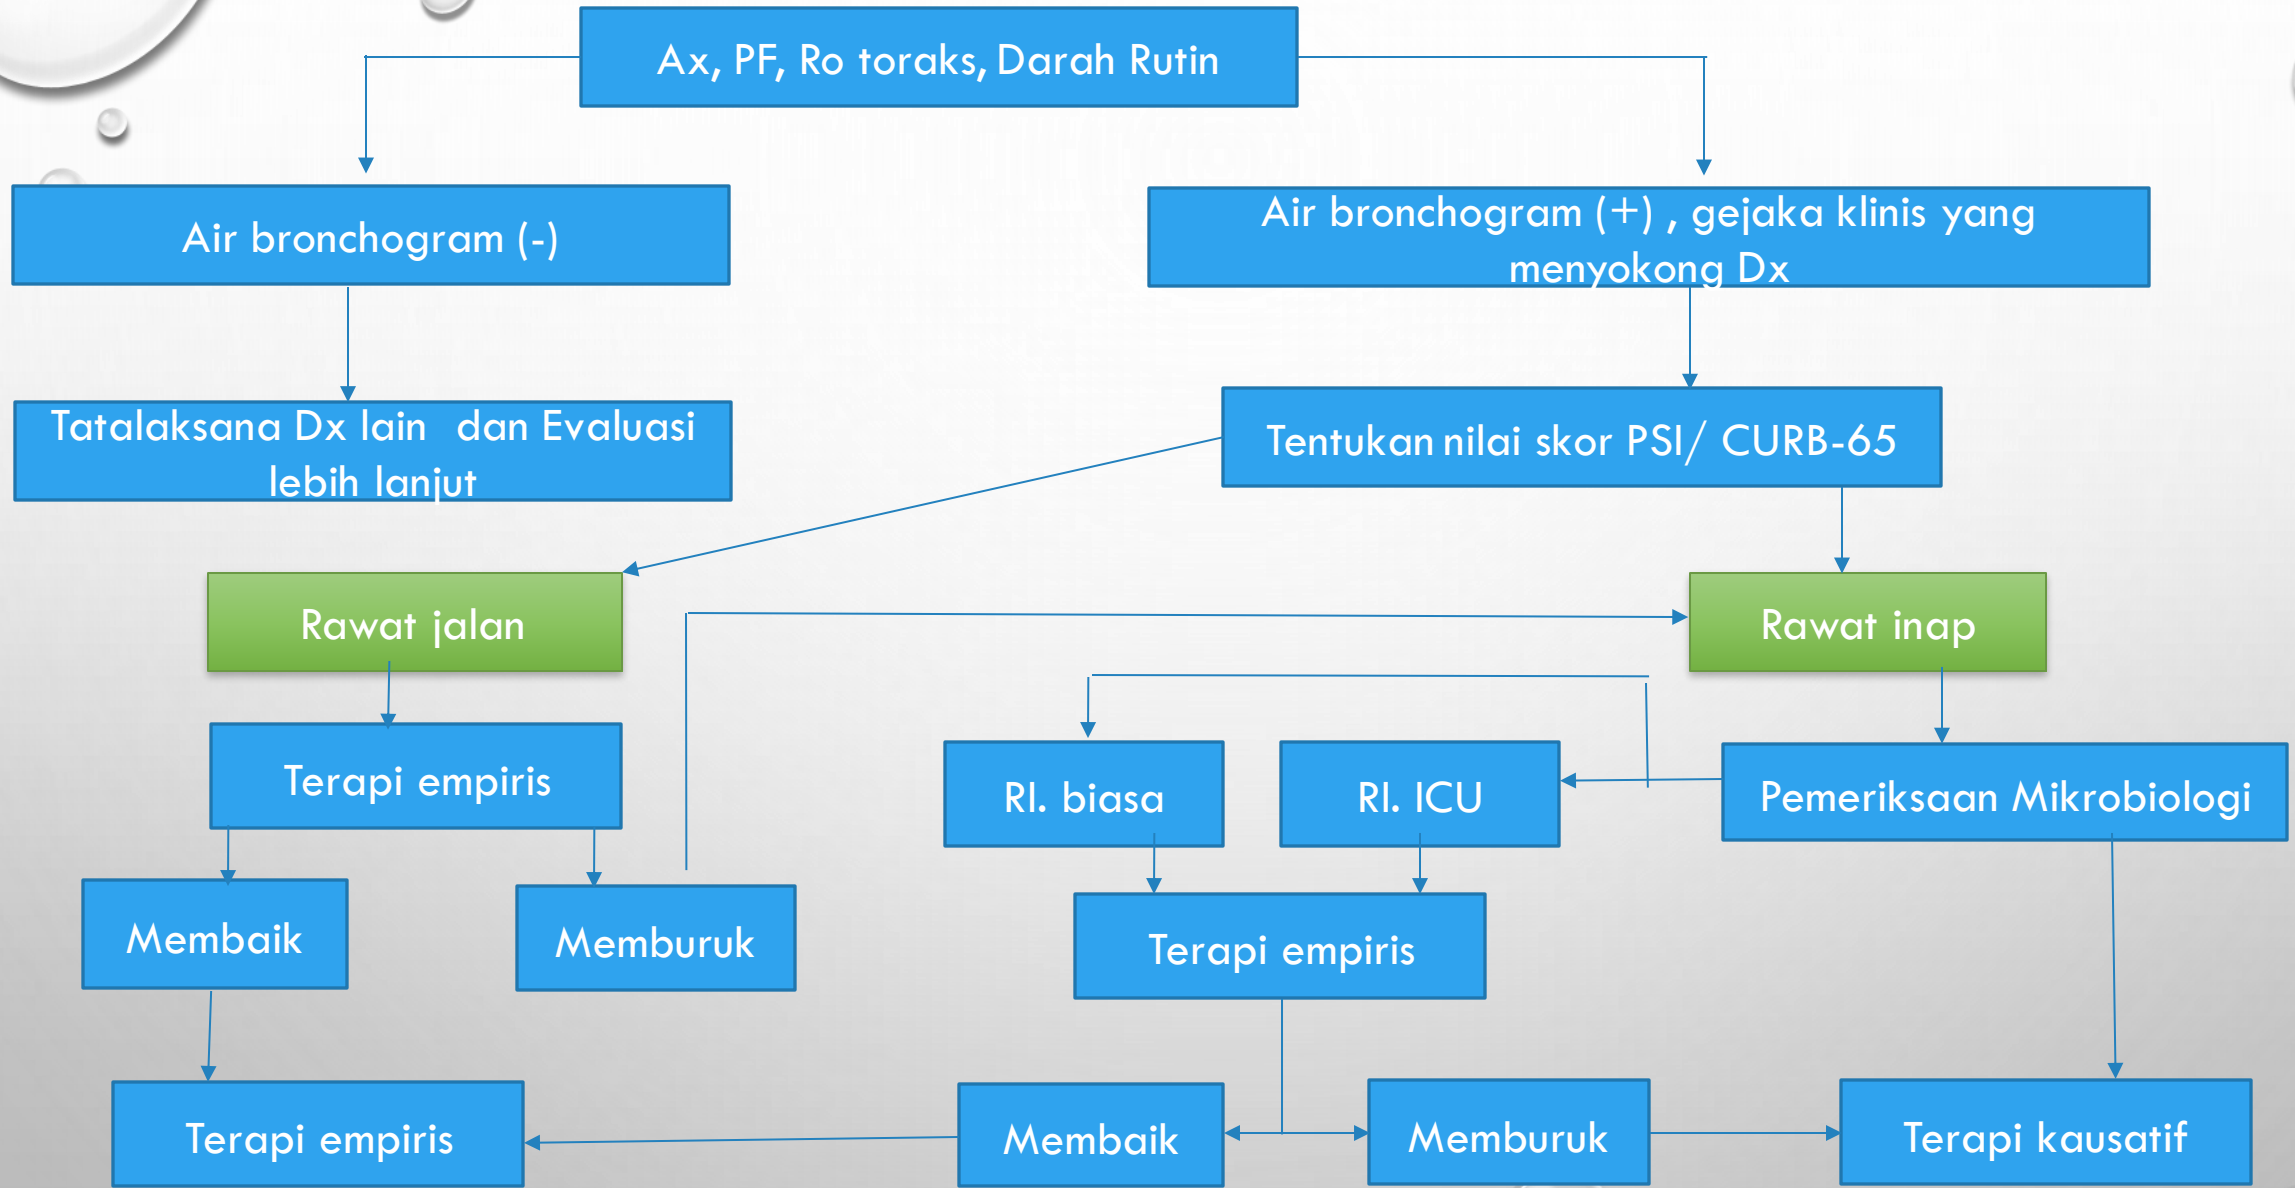 Ax, PF, Ro toraks, Darah Rutin
Air bronchogram (-)
Air bronchogram (+) , gejaka klinis yang
menyokong Dx
Tatalaksana Dx lain  dan Evaluasi
lebih lanjut
Tentukan nilai skor PSI/ CURB-65
Rawat jalan
Rawat inap
Terapi empiris
RI. biasa
RI. ICU
Pemeriksaan Mikrobiologi
Membaik
Memburuk
Terapi empiris
Terapi empiris
Membaik
Memburuk
Terapi kausatif